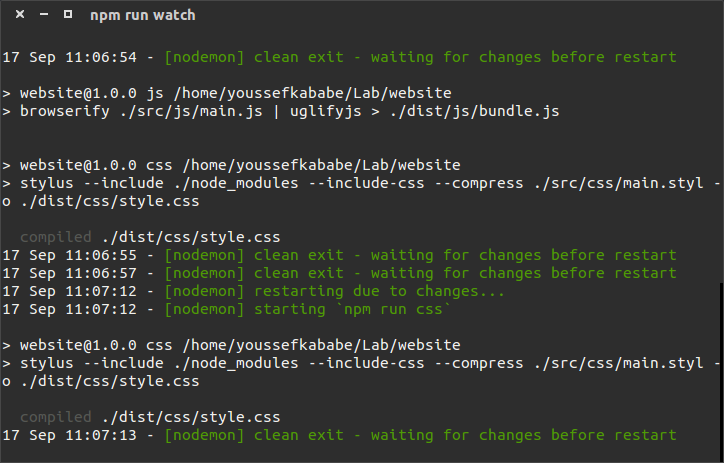 npm run watch
17 Sep 11:06:54 - [nodemon] clean exit - waiting for changes before restart
> website@1.0.0 js /home/youssefkababe/Lab/website
> browserify ./src/js/main.js | uglifyjs > ./dist/js/bundle.js
> website@1.0.0 css /home/youssefkababe/Lab/website
> stylus --include ./node_modules --include-css --compress ./src/css/main.styl -
o ./dist/css/style.css
compiled ./dist/css/style.css
17 Sep 11:06:55 - [nodemon] clean exit - waiting for changes before restart
17 Sep 11:06:57 - [nodemon] clean exit - waiting for changes before restart
17 Sep 11:07:12 - [nodemon] restarting due to changes...
17 Sep 11:07:12 - [nodemon] starting `npm run css`
> website@1.0.0 css /home/youssefkababe/Lab/website
> stylus --include ./node_modules --include-css --compress ./src/css/main.styl -
o ./dist/css/style.css
compiled ./dist/css/style.css
17 Sep 11:07:13 - [nodemon] clean exit - waiting for changes before restart